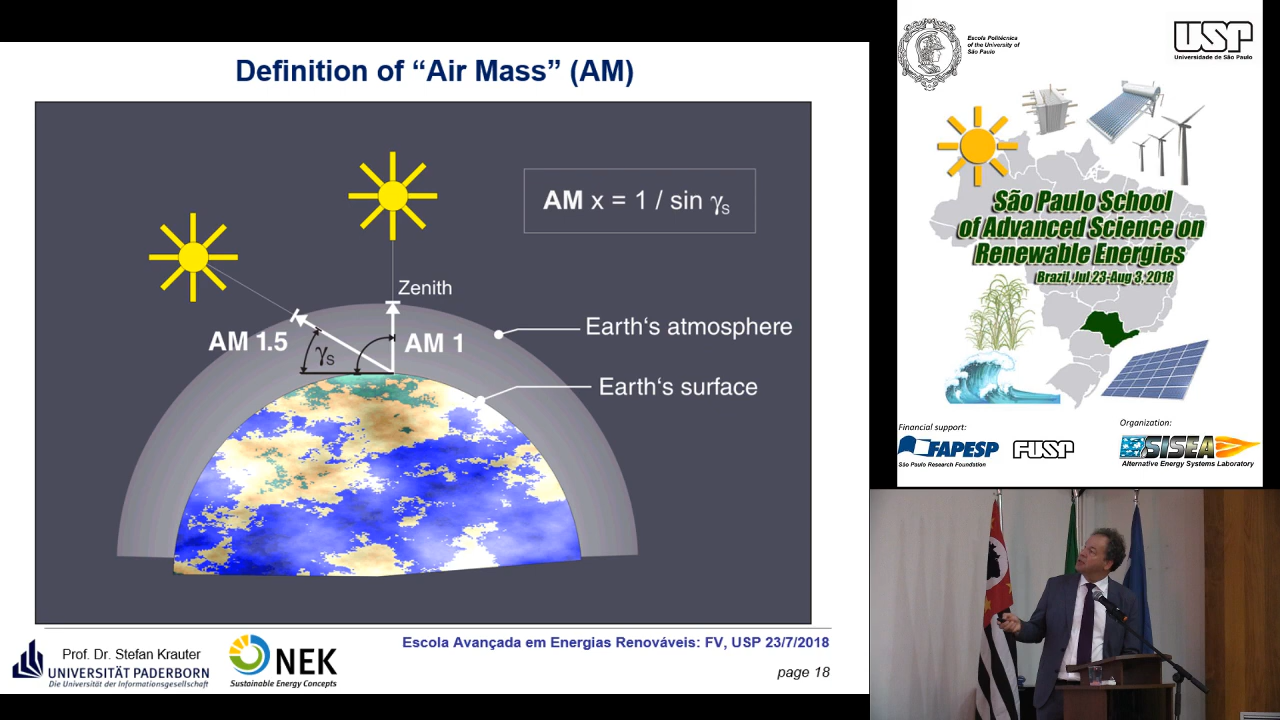 Definition of “Air Mass” (AM)
AM x = 1 / sin γS
Zenith
Earth‘s atmosphere
AM 1.5
γS
AM 1
Earth‘s surface
Escola Avançada em Energias Renováveis: FV, USP 23/7/2018
Prof. Dr. Stefan Krauter
UNIVERSITÄT PADERBORN
Die Universität der Informationsgesellschaft
NEK
Sustainable Energy Concepts
page 18
Escola Politécnica
of the University of
São Paulo
USP
Universidade de São Paulo
São Paulo School
of Advanced Science on
Renewable Energies
Brazil, Jul 23-Aug 3, 2018
Financial support:
Organization:
FAPESP
São Paulo Research Foundation
FUSP
SISEA
Alternative Energy Systems Laboratory